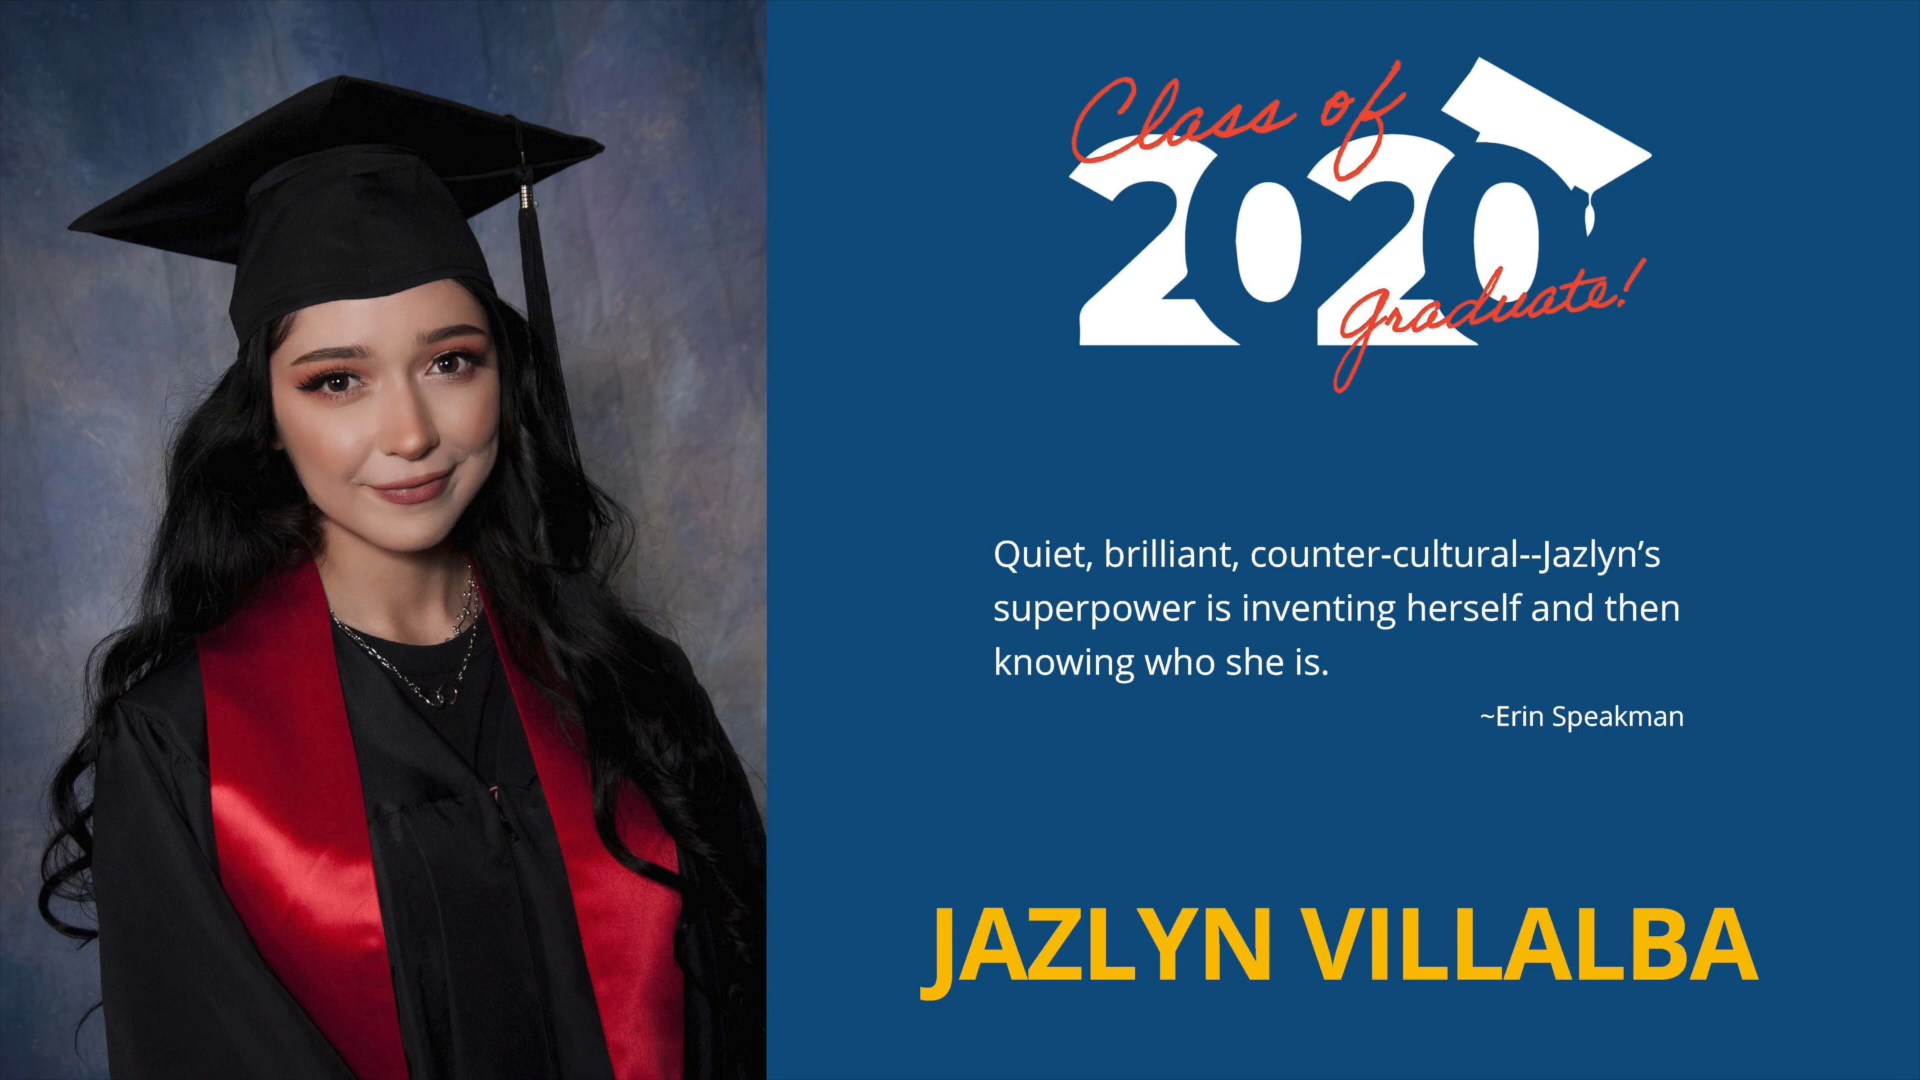 Class of
2020
graduate!
Quiet, brilliant, counter-cultural--Jazlyn’s
superpower is inventing herself and then
knowing who she is.
~Erin Speakman
JAZLYN VILLALBA